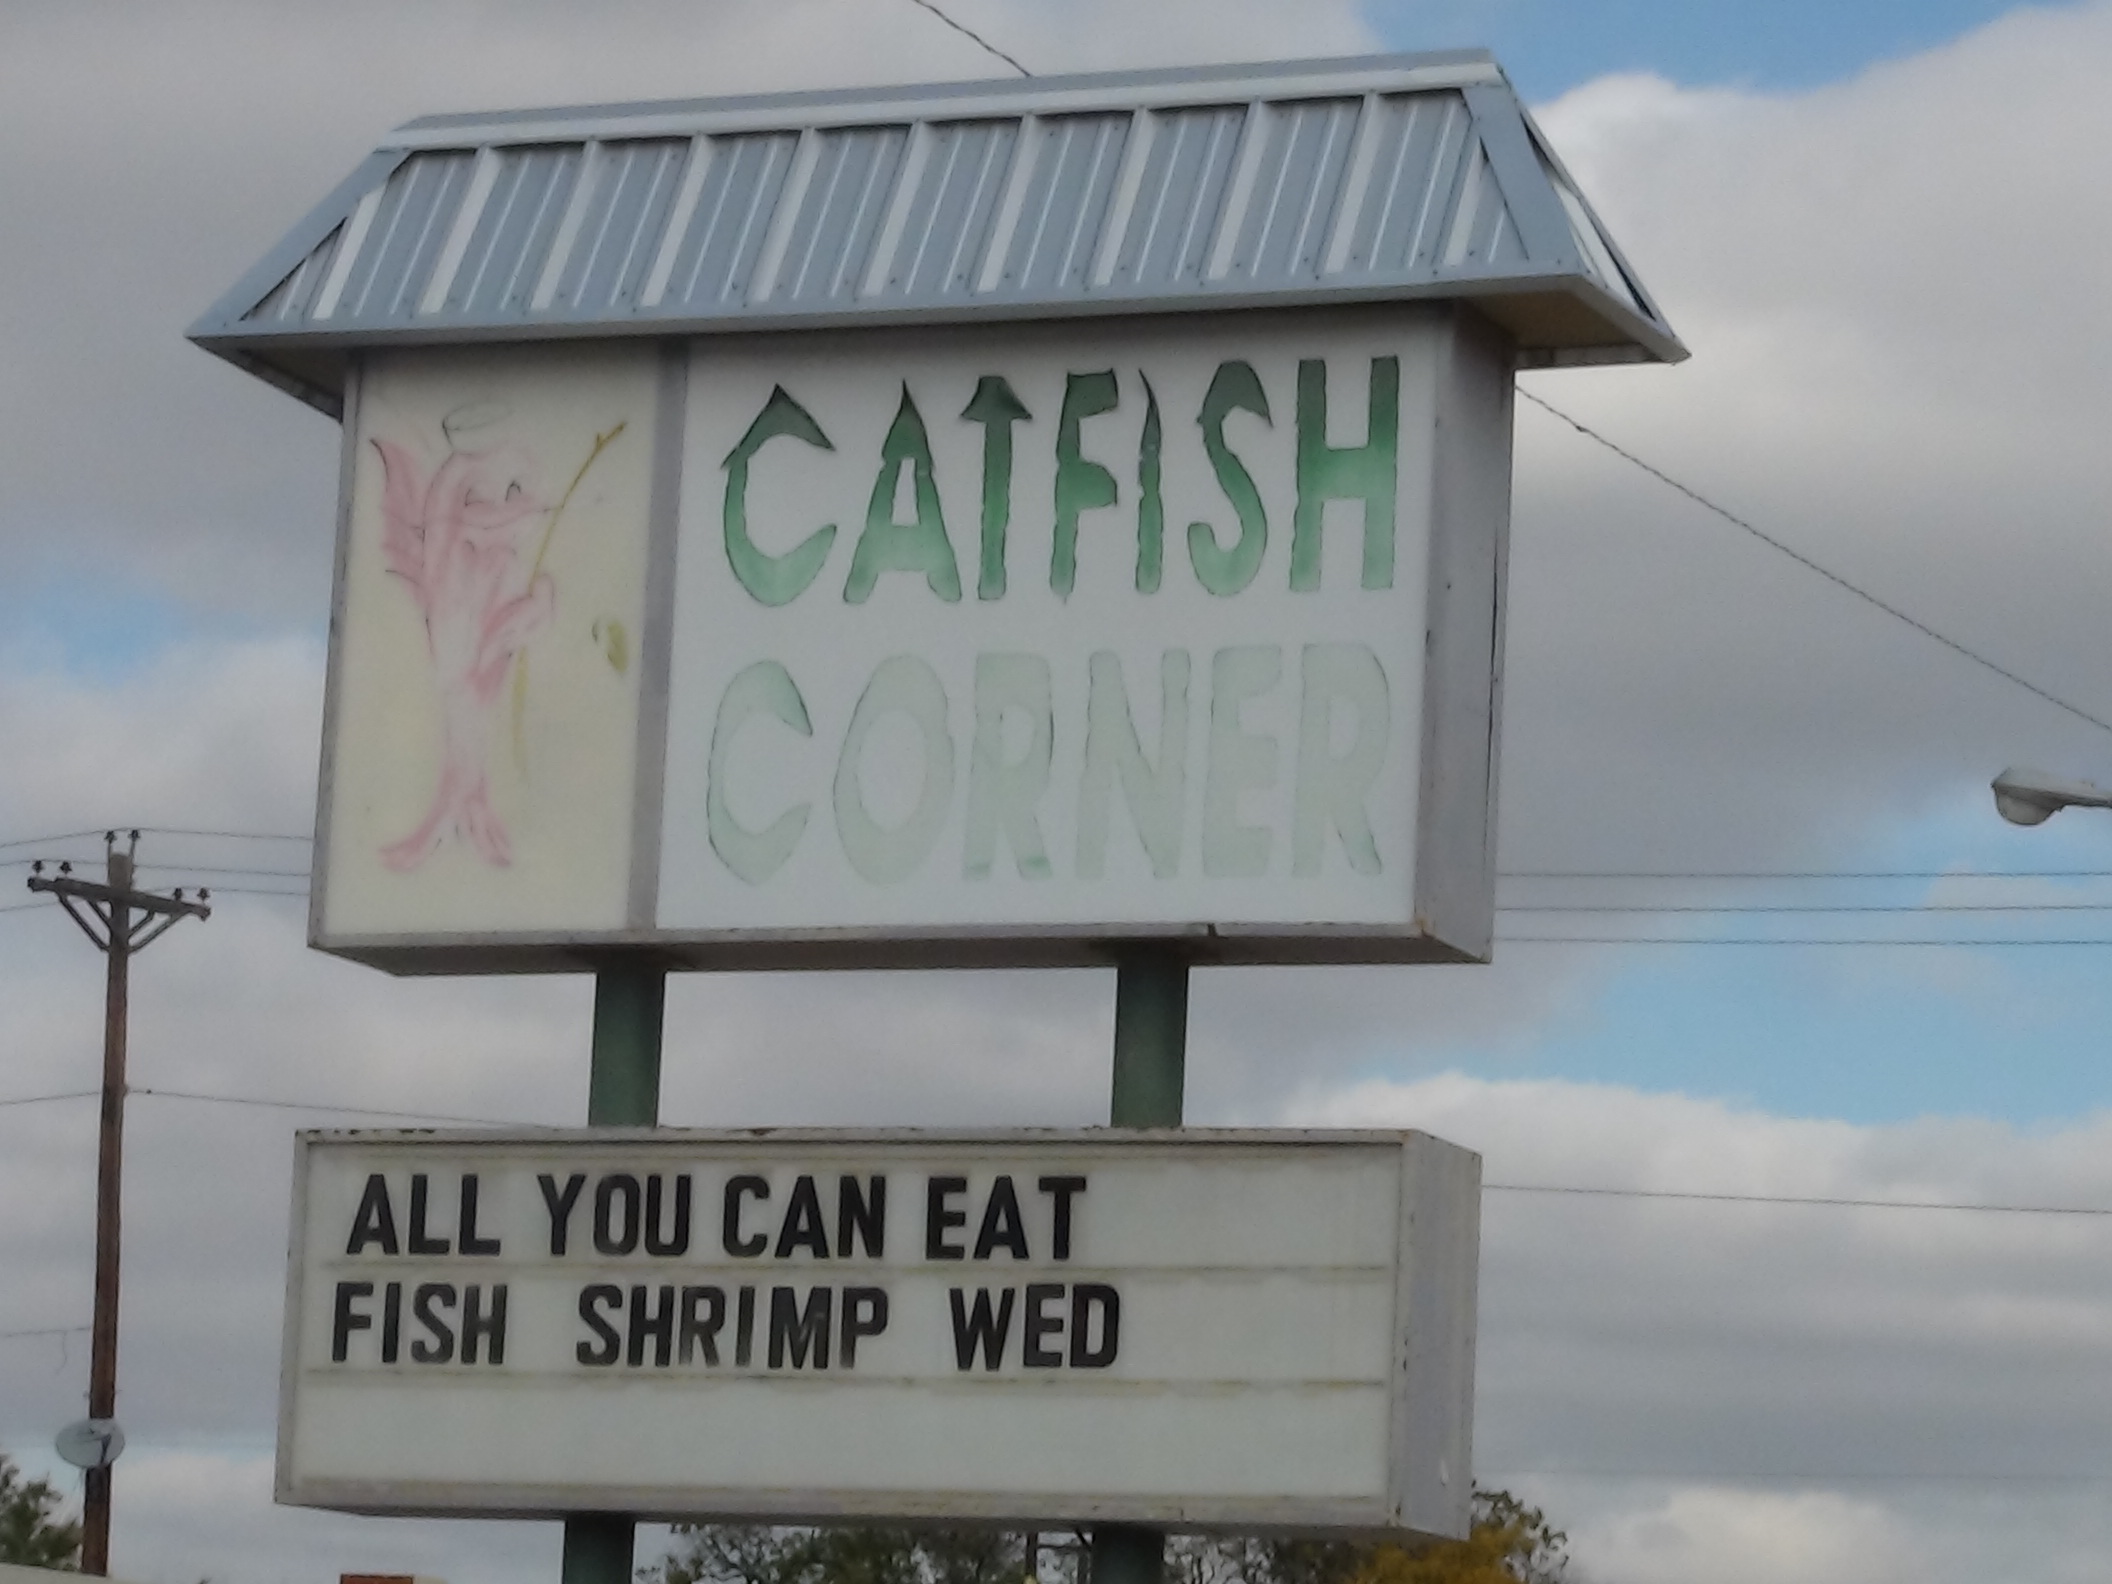 CATFISH
CORNER
ALL YOU CAN EAT
FISH SHRIMP WED